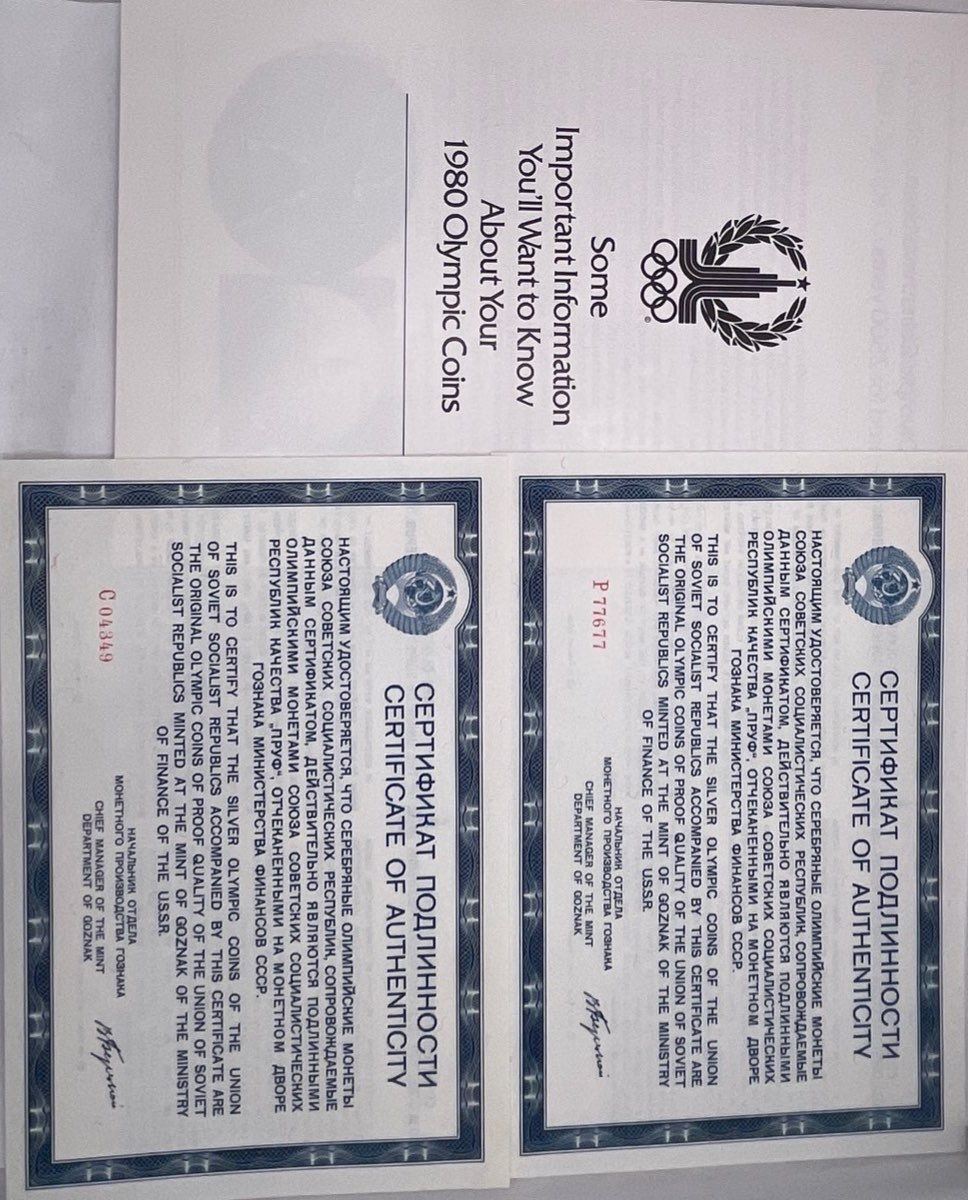 Some
Important Information
You'll Want to Know
About Your
1980 Olympic Coins
СЕРТИФИКАТ ПОДЛИННОСТИ
CERTIFICATE OF AUTHENTICITY
НАСТОЯЩИМ УДОСТОВЕРЯЕТСЯ, ЧТО СЕРЕБРЯНЫЕ ОЛИМПИЙСКИЕ МОНЕТЫ
СОЮЗА СОВЕТСКИХ СОЦИАЛИСТИЧЕСКИХ РЕСПУБЛИК, СОПРОВОЖДАЕМЫЕ
ДАННЫМ СЕРТИФИКАТОМ, ДЕЙСТВИТЕЛЬНО ЯВЛЯЮТСЯ ПОДЛИННЫМИ
ОЛИМПИЙСКИМИ МОНЕТАМИ СОЮЗА СОВЕТСКИХ СОЦИАЛИСТИЧЕСКИХ
РЕСПУБЛИК КАЧЕСТВА „ПРУФ“, ОТЧЕКАНЕННЫМИ НА МОНЕТНОМ ДВОРЕ
ГОЗНАКА МИНИСТЕРСТВА ФИНАНСОВ СССР.
THIS IS TO CERTIFY THAT THE SILVER OLYMPIC COINS OF THE UNION
OF SOVIET SOCIALIST REPUBLICS ACCOMPANIED BY THIS CERTIFICATE ARE
THE ORIGINAL OLYMPIC COINS OF PROOF QUALITY OF THE UNION OF SOVIET
SOCIALIST REPUBLICS MINTED AT THE MINT OF GOZNAK OF THE MINISTRY
OF FINANCE OF THE U.S.S.R.
P 77677
НАЧАЛЬНИК ОТДЕЛА
МОНЕТНОГО ПРОИЗВОДСТВА ГОЗНАКА
CHIEF MANAGER OF THE MINT
DEPARTMENT OF GOZNAK
СЕРТИФИКАТ ПОДЛИННОСТИ
CERTIFICATE OF AUTHENTICITY
НАСТОЯЩИМ УДОСТОВЕРЯЕТСЯ, ЧТО СЕРЕБРЯНЫЕ ОЛИМПИЙСКИЕ МОНЕТЫ
СОЮЗА СОВЕТСКИХ СОЦИАЛИСТИЧЕСКИХ РЕСПУБЛИК, СОПРОВОЖДАЕМЫЕ
ДАННЫМ СЕРТИФИКАТОМ, ДЕЙСТВИТЕЛЬНО ЯВЛЯЮТСЯ ПОДЛИННЫМИ
ОЛИМПИЙСКИМИ МОНЕТАМИ СОЮЗА СОВЕТСКИХ СОЦИАЛИСТИЧЕСКИХ
РЕСПУБЛИК КАЧЕСТВА „ПРУФ“, ОТЧЕКАНЕННЫМИ НА МОНЕТНОМ ДВОРЕ
ГОЗНАКА МИНИСТЕРСТВА ФИНАНСОВ СССР.
THIS IS TO CERTIFY THAT THE SILVER OLYMPIC COINS OF THE UNION
OF SOVIET SOCIALIST REPUBLICS ACCOMPANIED BY THIS CERTIFICATE ARE
THE ORIGINAL OLYMPIC COINS OF PROOF QUALITY OF THE UNION OF SOVIET
SOCIALIST REPUBLICS MINTED AT THE MINT OF GOZNAK OF THE MINISTRY
OF FINANCE OF THE U.S.S.R.
C 04349
НАЧАЛЬНИК ОТДЕЛА
МОНЕТНОГО ПРОИЗВОДСТВА ГОЗНАКА
CHIEF MANAGER OF THE MINT
DEPARTMENT OF GOZNAK